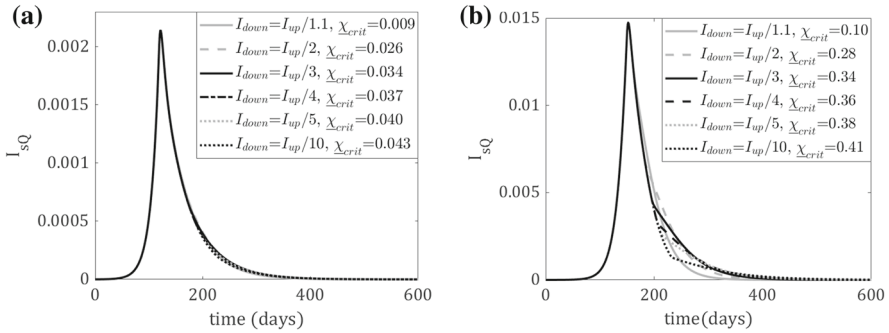 (a)
0.002
0.0015
0.001
0.0005
0
I_sQ
I_down=I_up/1.1, χ_crit=0.009
I_down=I_up/2, χ_crit=0.026
I_down=I_up/3, χ_crit=0.034
I_down=I_up/4, χ_crit=0.037
I_down=I_up/5, χ_crit=0.040
I_down=I_up/10, χ_crit=0.043
0 200 400 600
time (days)
(b)
0.015
0.01
0.005
0
I_sQ
I_down=I_up/1.1, χ_crit=0.10
I_down=I_up/2, χ_crit=0.28
I_down=I_up/3, χ_crit=0.34
I_down=I_up/4, χ_crit=0.36
I_down=I_up/5, χ_crit=0.38
I_down=I_up/10, χ_crit=0.41
0 200 400 600
time(days)